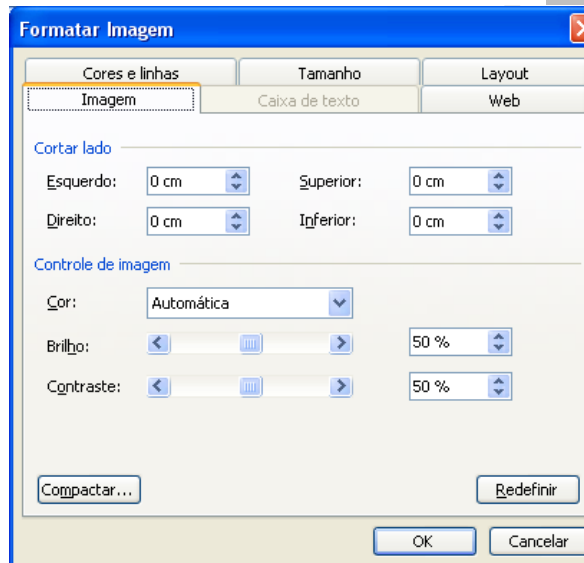 Formatar Imagem
Cores e linhas Tamanho Layout
Imagem Caixa de texto Web
Cortar lado
Esquerdo: 0 cm Superior: 0 cm
Direito: 0 cm Inferior: 0 cm
Controle de imagem
Cor: Automática
Brilho: 50 %
Contraste: 50 %
Compactar... Redefinir
OK Cancelar